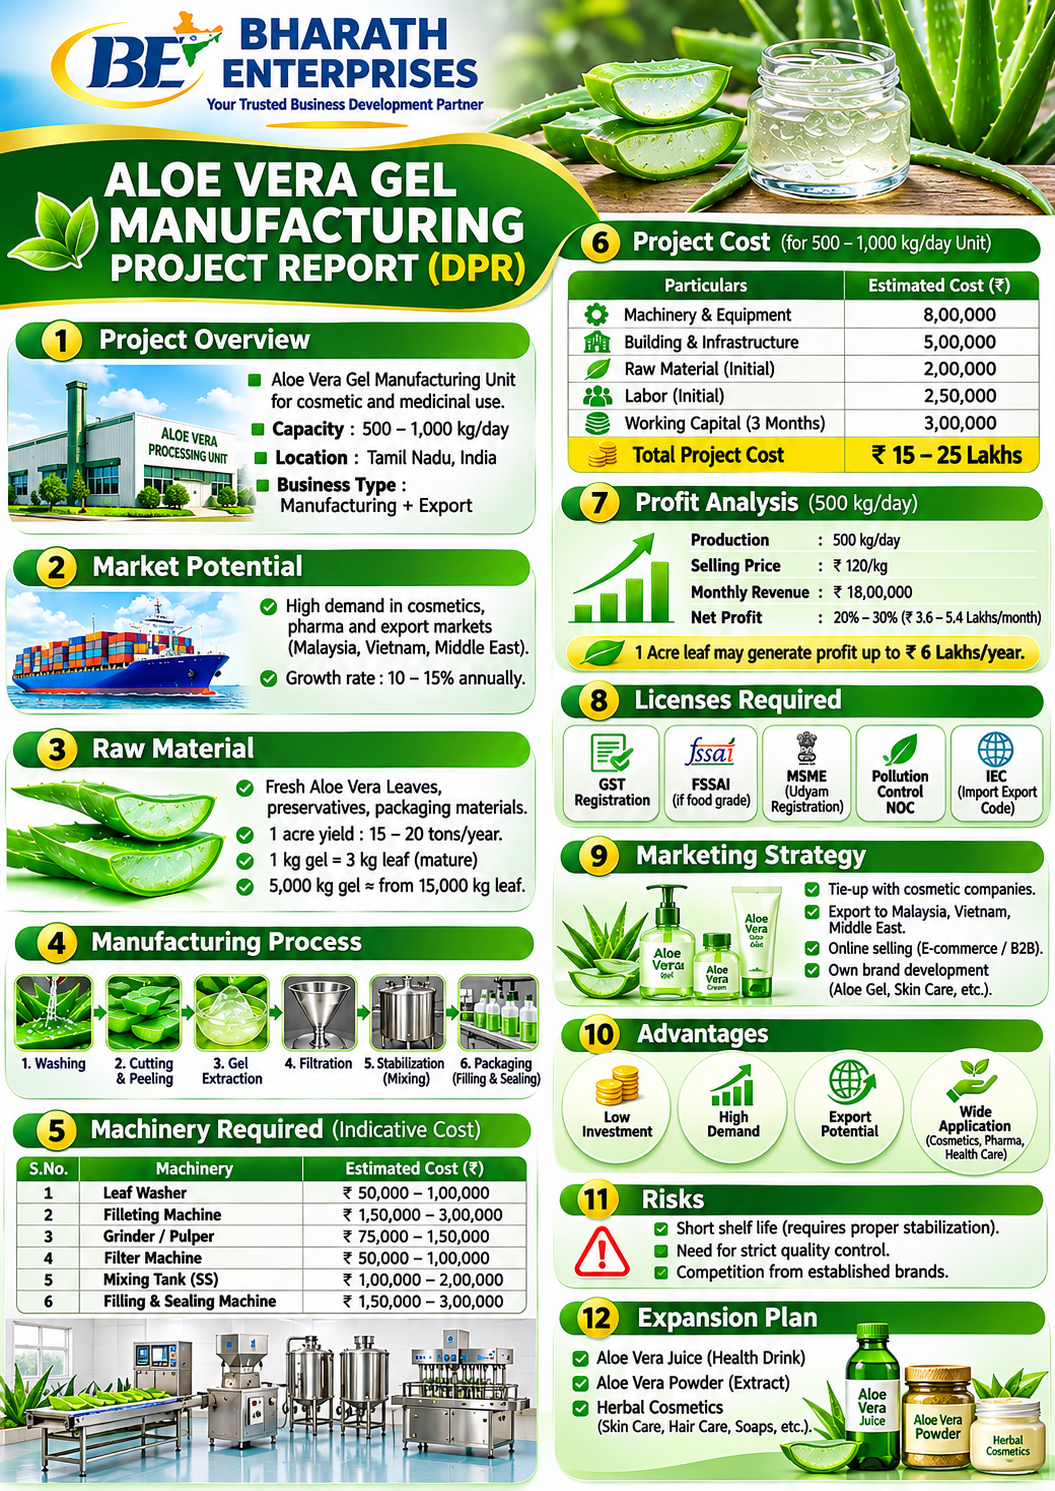 BE
BHARATH
ENTERPRISES
Your Trusted Business Development Partner
ALOE VERA GEL
MANUFACTURING
PROJECT REPORT (DPR)
1 Project Overview
ALOE VERA
PROCESSING UNIT
Aloe Vera Gel Manufacturing Unit
for cosmetic and medicinal use.
Capacity : 500 – 1,000 kg/day
Location : Tamil Nadu, India
Business Type :
Manufacturing + Export
2 Market Potential
High demand in cosmetics,
pharma and export markets
(Malaysia, Vietnam, Middle East).
Growth rate : 10 – 15% annually.
3 Raw Material
Fresh Aloe Vera Leaves,
preservatives, packaging materials.
1 acre yield : 15 – 20 tons/year.
1 kg gel = 3 kg leaf (mature)
5,000 kg gel ≈ from 15,000 kg leaf.
4 Manufacturing Process
1. Washing
2. Cutting
& Peeling
3. Gel
Extraction
4. Filtration
5. Stabilization
(Mixing)
6. Packaging
(Filling & Sealing)
5 Machinery Required (Indicative Cost)
S.No. Machinery Estimated Cost (₹)
1 Leaf Washer ₹ 50,000 – 1,00,000
2 Filleting Machine ₹ 1,50,000 – 3,00,000
3 Grinder / Pulper ₹ 75,000 – 1,50,000
4 Filter Machine ₹ 50,000 – 1,00,000
5 Mixing Tank (SS) ₹ 1,00,000 – 2,00,000
6 Filling & Sealing Machine ₹ 1,50,000 – 3,00,000
6 Project Cost (for 500 – 1,000 kg/day Unit)
Particulars Estimated Cost (₹)
Machinery & Equipment 8,00,000
Building & Infrastructure 5,00,000
Raw Material (Initial) 2,00,000
Labor (Initial) 2,50,000
Working Capital (3 Months) 3,00,000
Total Project Cost ₹ 15 – 25 Lakhs
7 Profit Analysis (500 kg/day)
Production : 500 kg/day
Selling Price : ₹ 120/kg
Monthly Revenue : ₹ 18,00,000
Net Profit : 20% – 30% (₹ 3.6 – 5.4 Lakhs/month)
1 Acre leaf may generate profit up to ₹ 6 Lakhs/year.
8 Licenses Required
GST
Registration
fssai
FSSAI
(if food grade)
MSME
(Udyam
Registration)
Pollution
Control
NOC
IEC
(Import Export
Code)
9 Marketing Strategy
Aloe
Vera
Gel
Aloe
Vera
Cream
Aloe
Vera
Tie-up with cosmetic companies.
Export to Malaysia, Vietnam,
Middle East.
Online selling (E-commerce / B2B).
Own brand development
(Aloe Gel, Skin Care, etc.).
10 Advantages
Low
Investment
High
Demand
Export
Potential
Wide
Application
(Cosmetics, Pharma,
Health Care)
11 Risks
Short shelf life (requires proper stabilization).
Need for strict quality control.
Competition from established brands.
12 Expansion Plan
Aloe Vera Juice (Health Drink)
Aloe Vera Powder (Extract)
Herbal Cosmetics
(Skin Care, Hair Care, Soaps, etc.).
Aloe
Vera
Juice
Aloe Vera
Powder
Herbal
Cosmetics